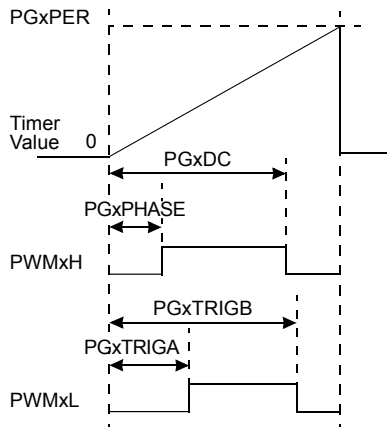 PGxPER
Timer
Value 0
PGxDC
PGxPHASE
PWMxH
PGxTRIGB
PGxTRIGA
PWMxL